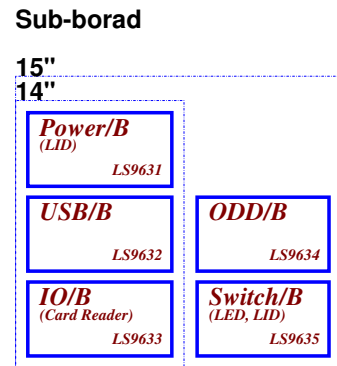 Sub-borad
15"
14"
Power/B
(LID)
LS9631
USB/B
LS9632
ODD/B
LS9634
IO/B
(Card Reader)
LS9633
Switch/B
(LED, LID)
LS9635